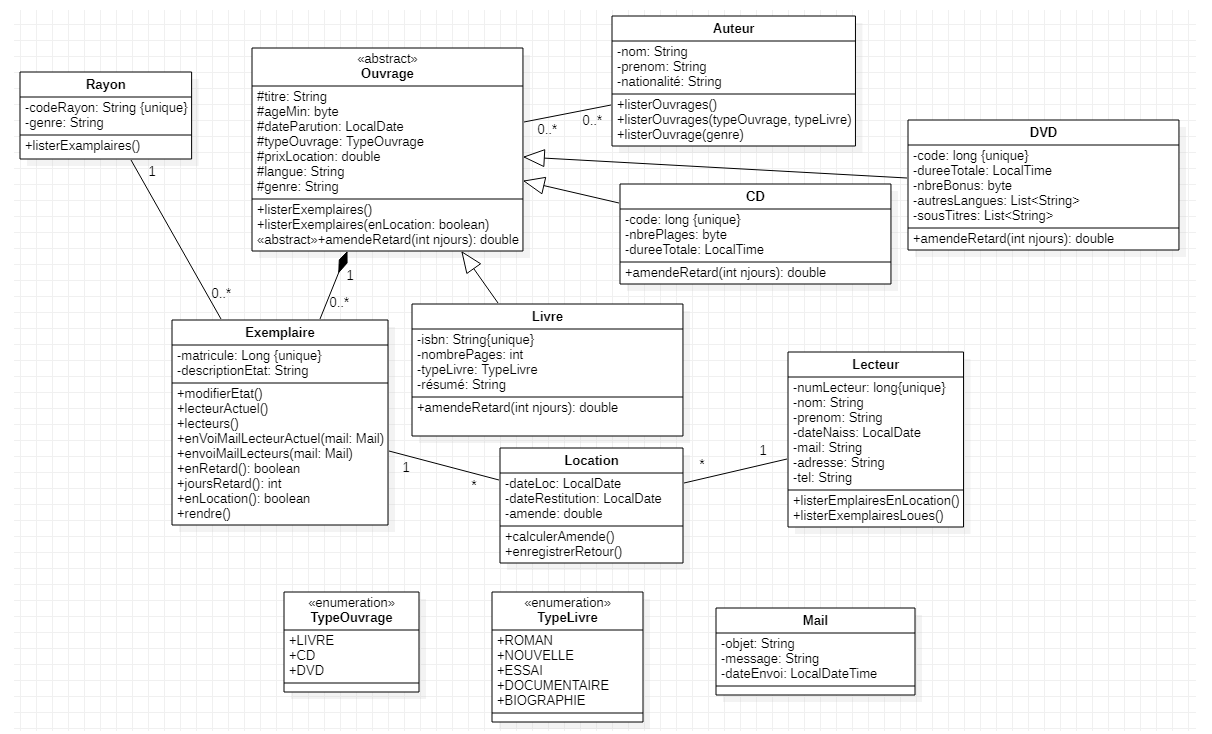 Rayon
-codeRayon: String {unique}
-genre: String
+listerExamplaires()
«abstract»
Ouvrage
#titre: String
#ageMin: byte
#dateParution: LocalDate
#typeOuvrage: TypeOuvrage
#prixLocation: double
#langue: String
#genre: String
+listerExemplaires()
+listerExemplaires(enLocation: boolean)
«abstract»+amendeRetard(int njours): double
Auteur
-nom: String
-prenom: String
-nationalité: String
+listerOuvrages()
+listerOuvrages(typeOuvrage, typeLivre)
+listerOuvrage(genre)
0..*
0..*
DVD
-code: long {unique}
-dureeTotale: LocalTime
-nbreBonus: byte
-autresLangues: List<String>
-sousTitres: List<String>
+amendeRetard(int njours): double
CD
-code: long {unique}
-nbrePlages: byte
-dureeTotale: LocalTime
+amendeRetard(int njours): double
1
0..*
1
0..*
Exemplaire
-matricule: Long {unique}
-descriptionEtat: String
+modifierEtat()
+lecteurActuel()
+lecteurs()
+enVoiMailLecteurActuel(mail: Mail)
+envoiMailLecteurs(mail: Mail)
+enRetard(): boolean
+joursRetard(): int
+enLocation(): boolean
+rendre()
Livre
-isbn: String{unique}
-nombrePages: int
-typeLivre: TypeLivre
-résumé: String
+amendeRetard(int njours): double
Lecteur
-numLecteur: long{unique}
-nom: String
-prenom: String
-dateNaiss: LocalDate
-mail: String
-adresse: String
-tel: String
+listerEmplairesEnLocation()
+listerExemplairesLoues()
1
*
*
1
Location
-dateLoc: LocalDate
-dateRestitution: LocalDate
-amende: double
+calculerAmende()
+enregistrerRetour()
«enumeration»
TypeOuvrage
+LIVRE
+CD
+DVD
«enumeration»
TypeLivre
+ROMAN
+NOUVELLE
+ESSAI
+DOCUMENTAIRE
+BIOGRAPHIE
Mail
-objet: String
-message: String
-dateEnvoi: LocalDateTime